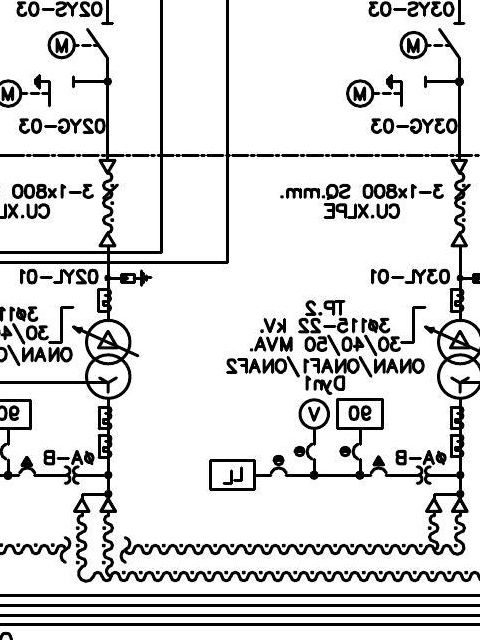 02YS-03
03YS-03
M
M
M
M
02YG-03
03YG-03
3-1x800
CU.XL
3-1x800 SQ.mm.
CU.XLPE
02YL-01
03YL-01
3ø11
30/40
ONAN/O
TP.2
3ø115-22 kV.
30/40/50 MVA.
ONAN/ONAF1/ONAF2
Dyn1
90
V
90
øA-B
øA-B
LL